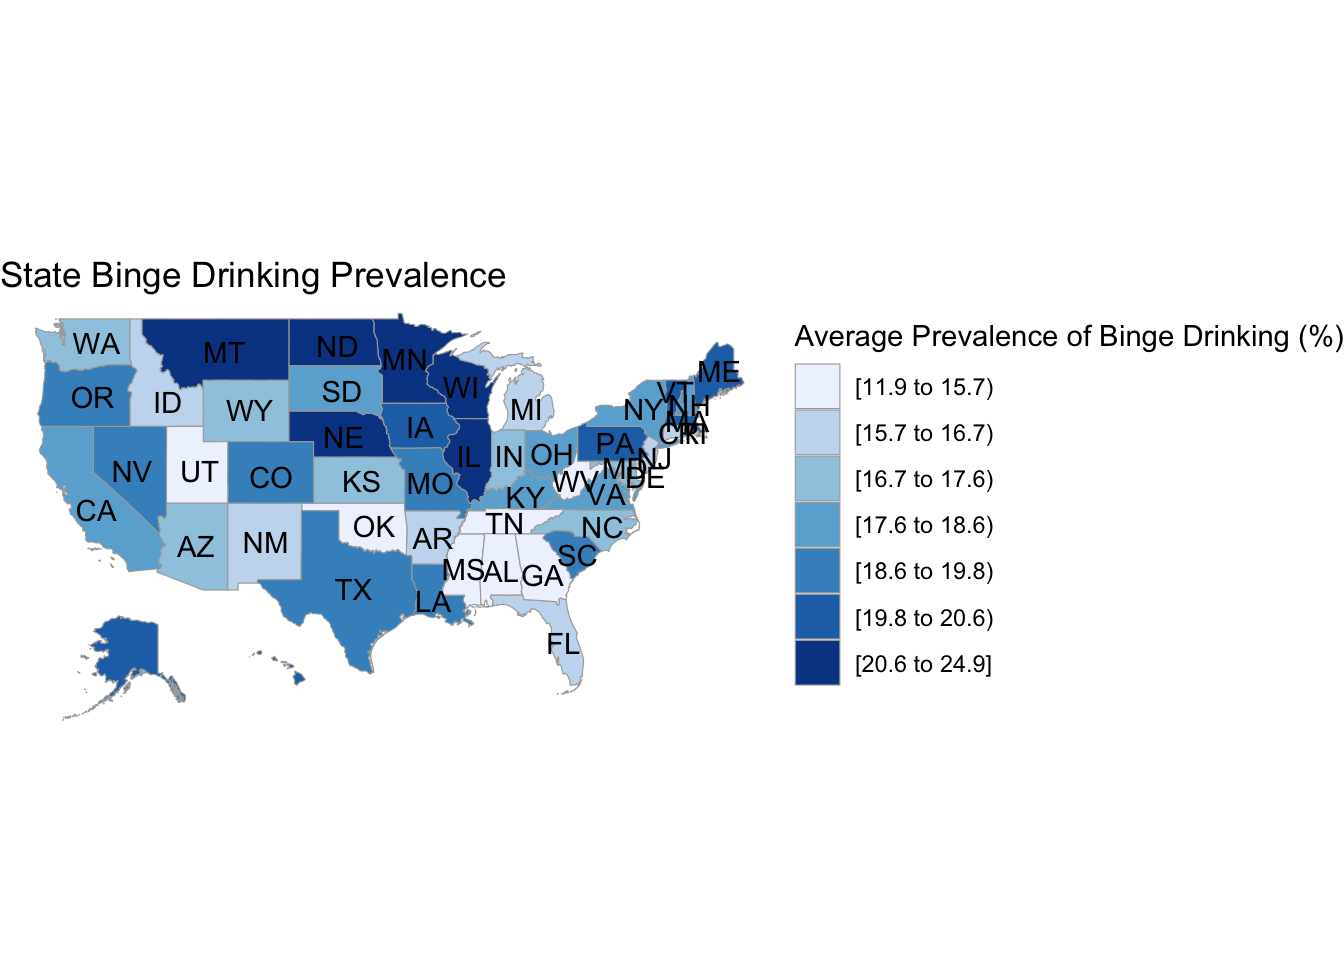 State Binge Drinking Prevalence
WA
MT
ND
MN
ME
OR
ID
WY
SD
WI
MI
VT
NH
NY
MA
NE
IA
IL
IN
OH
PA
CT
RI
NJ
NV
UT
CO
KS
MO
KY
WV
MD
DE
VA
CA
AZ
NM
OK
AR
TN
NC
SC
TX
LA
MS
AL
GA
FL
Average Prevalence of Binge Drinking (%)
[11.9 to 15.7)
[15.7 to 16.7)
[16.7 to 17.6)
[17.6 to 18.6)
[18.6 to 19.8)
[19.8 to 20.6)
[20.6 to 24.9]